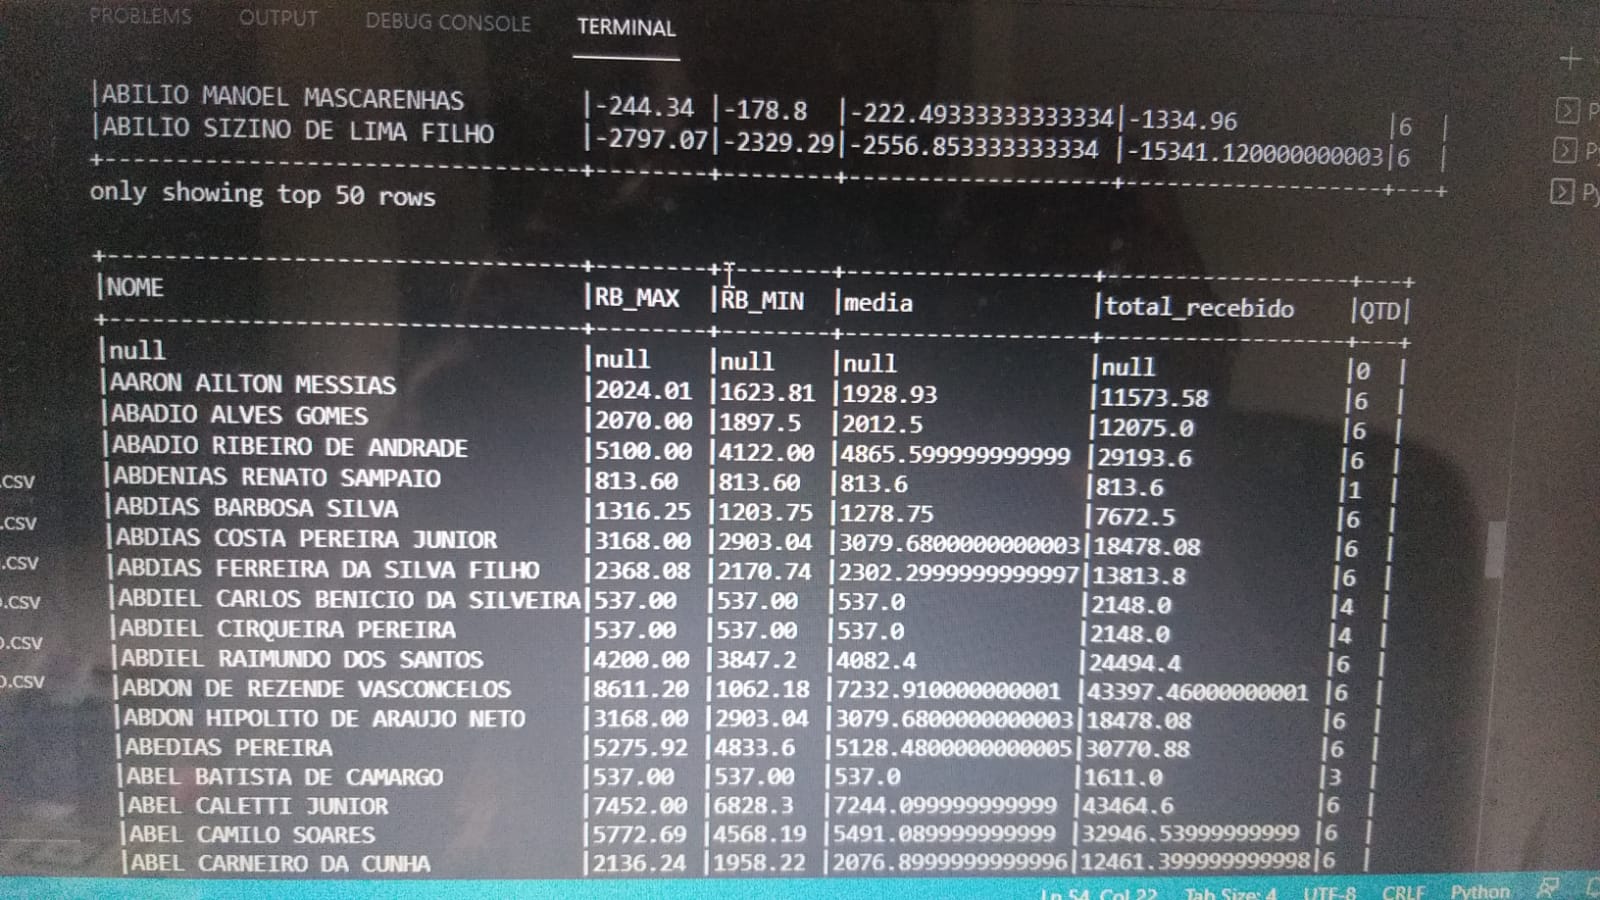 PROBLEMS OUTPUT DEBUG CONSOLE TERMINAL
|ABILIO MANOEL MASCARENHAS |-244.34 |-178.8 |-222.49333333333334|-1334.96 |6 |
|ABILIO SIZINO DE LIMA FILHO |-2797.07|-2329.29|-2556.853333333334 |-15341.120000000003|6 |
only showing top 50 rows
|NOME |RB_MAX |RB_MIN |media |total_recebido |QTD|
|null |null |null |null |null |0 |
|AARON AILTON MESSIAS |2024.01 |1623.81 |1928.93 |11573.58 |6 |
|ABADIO ALVES GOMES |2070.00 |1897.5 |2012.5 |12075.0 |6 |
|ABADIO RIBEIRO DE ANDRADE |5100.00 |4122.00 |4865.599999999999 |29193.6 |6 |
|ABDENIAS RENATO SAMPAIO |813.60 |813.60 |813.6 |813.6 |1 |
|ABDIAS BARBOSA SILVA |1316.25 |1203.75 |1278.75 |7672.5 |6 |
|ABDIAS COSTA PEREIRA JUNIOR |3168.00 |2903.04 |3079.6800000000003|18478.08 |6 |
|ABDIAS FERREIRA DA SILVA FILHO |2368.08 |2170.74 |2302.2999999999997|13813.8 |6 |
|ABDIEL CARLOS BENICIO DA SILVEIRA|537.00 |537.00 |537.0 |2148.0 |4 |
|ABDIEL CIRQUEIRA PEREIRA |537.00 |537.00 |537.0 |2148.0 |4 |
|ABDIEL RAIMUNDO DOS SANTOS |4200.00 |3847.2 |4082.4 |24494.4 |6 |
|ABDON DE REZENDE VASCONCELOS |8611.20 |1062.18 |7232.910000000001 |43397.46000000001 |6 |
|ABDON HIPOLITO DE ARAUJO NETO |3168.00 |2903.04 |3079.6800000000003|18478.08 |6 |
|ABEDIAS PEREIRA |5275.92 |4833.6 |5128.4800000000005|30770.88 |6 |
|ABEL BATISTA DE CAMARGO |537.00 |537.00 |537.0 |1611.0 |3 |
|ABEL CALETTI JUNIOR |7452.00 |6828.3 |7244.099999999999 |43464.6 |6 |
|ABEL CAMILO SOARES |5772.69 |4568.19 |5491.089999999999 |32946.53999999999 |6 |
|ABEL CARNEIRO DA CUNHA |2136.24 |1958.22 |2076.8999999999996|12461.399999999998|6 |
.CSV
.CSV
.CSV
.CSV
.CSV
.CSV
Ln 54, Col 22 Tab Size: 4 UTF-8 CRLF Python